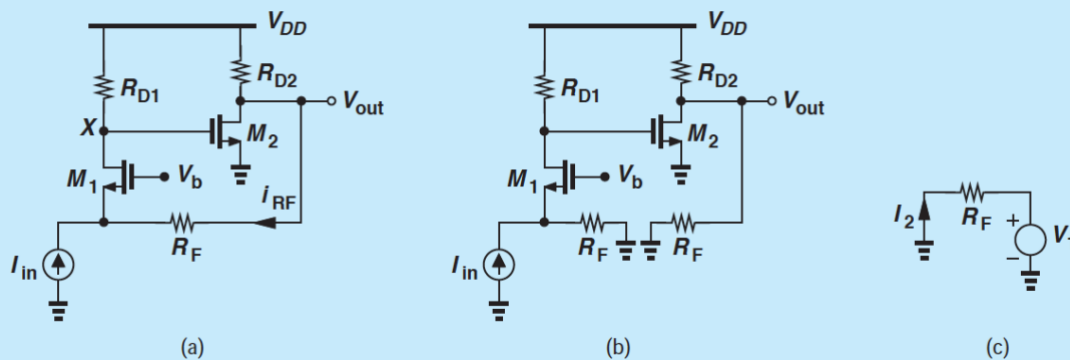 V_DD
R_D1
R_D2
V_out
X
M_2
M_1
V_b
i_RF
R_F
I_in
(a)
V_DD
R_D1
R_D2
V_out
M_2
M_1
V_b
R_F
R_F
I_in
(b)
I_2
R_F
+
−
(c)